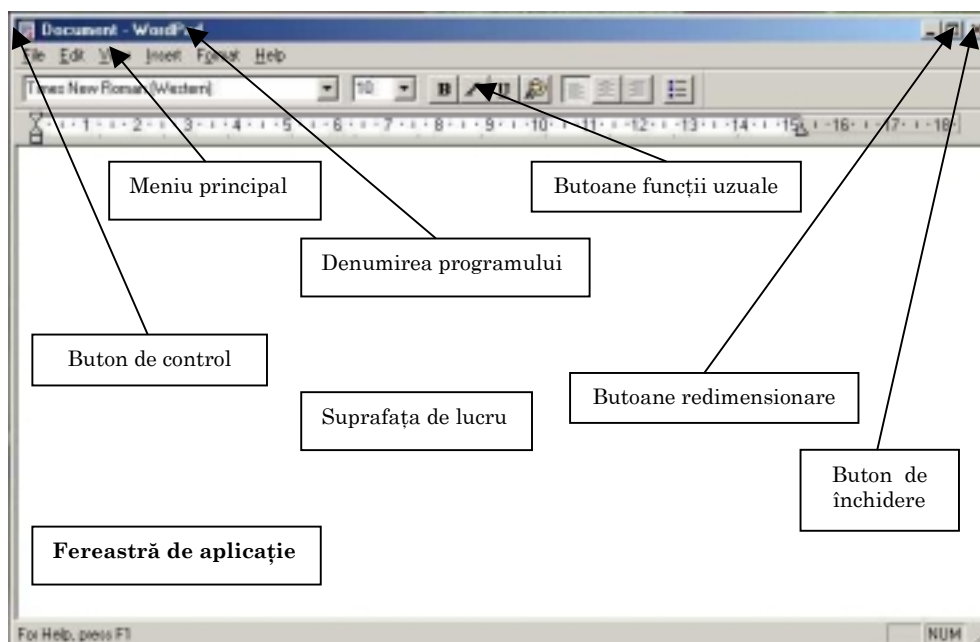 Document - WordPad
File Edit View Insert Format Help
Times New Roman (Western) 10 B U
1 2 3 4 5 6 7 8 9 10 11 12 13 14 15 16 17 18
Meniu principal
Butoane funcții uzuale
Denumirea programului
Buton de control
Butoane redimensionare
Suprafața de lucru
Buton de
închidere
Fereastră de aplicație
For Help, press F1 NUM